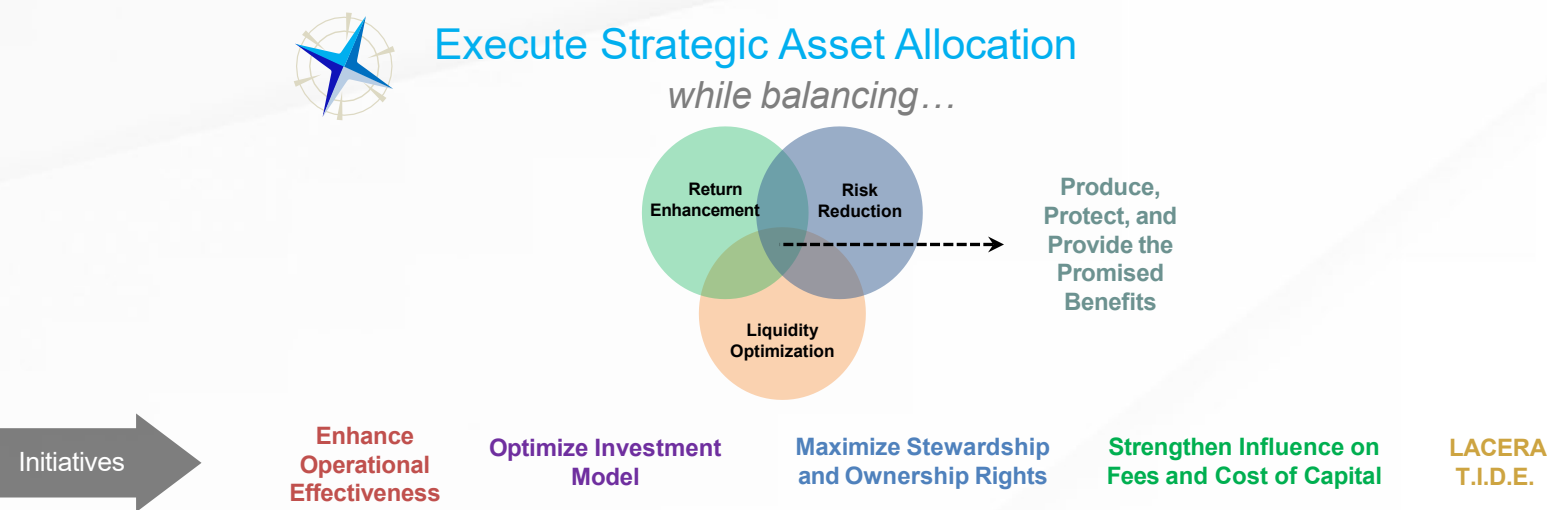 Execute Strategic Asset Allocation
while balancing…
Return
Enhancement
Risk
Reduction
Liquidity
Optimization
Produce,
Protect, and
Provide the
Promised
Benefits
Initiatives
Enhance
Operational
Effectiveness
Optimize Investment
Model
Maximize Stewardship
and Ownership Rights
Strengthen Influence on
Fees and Cost of Capital
LACERA
T.I.D.E.